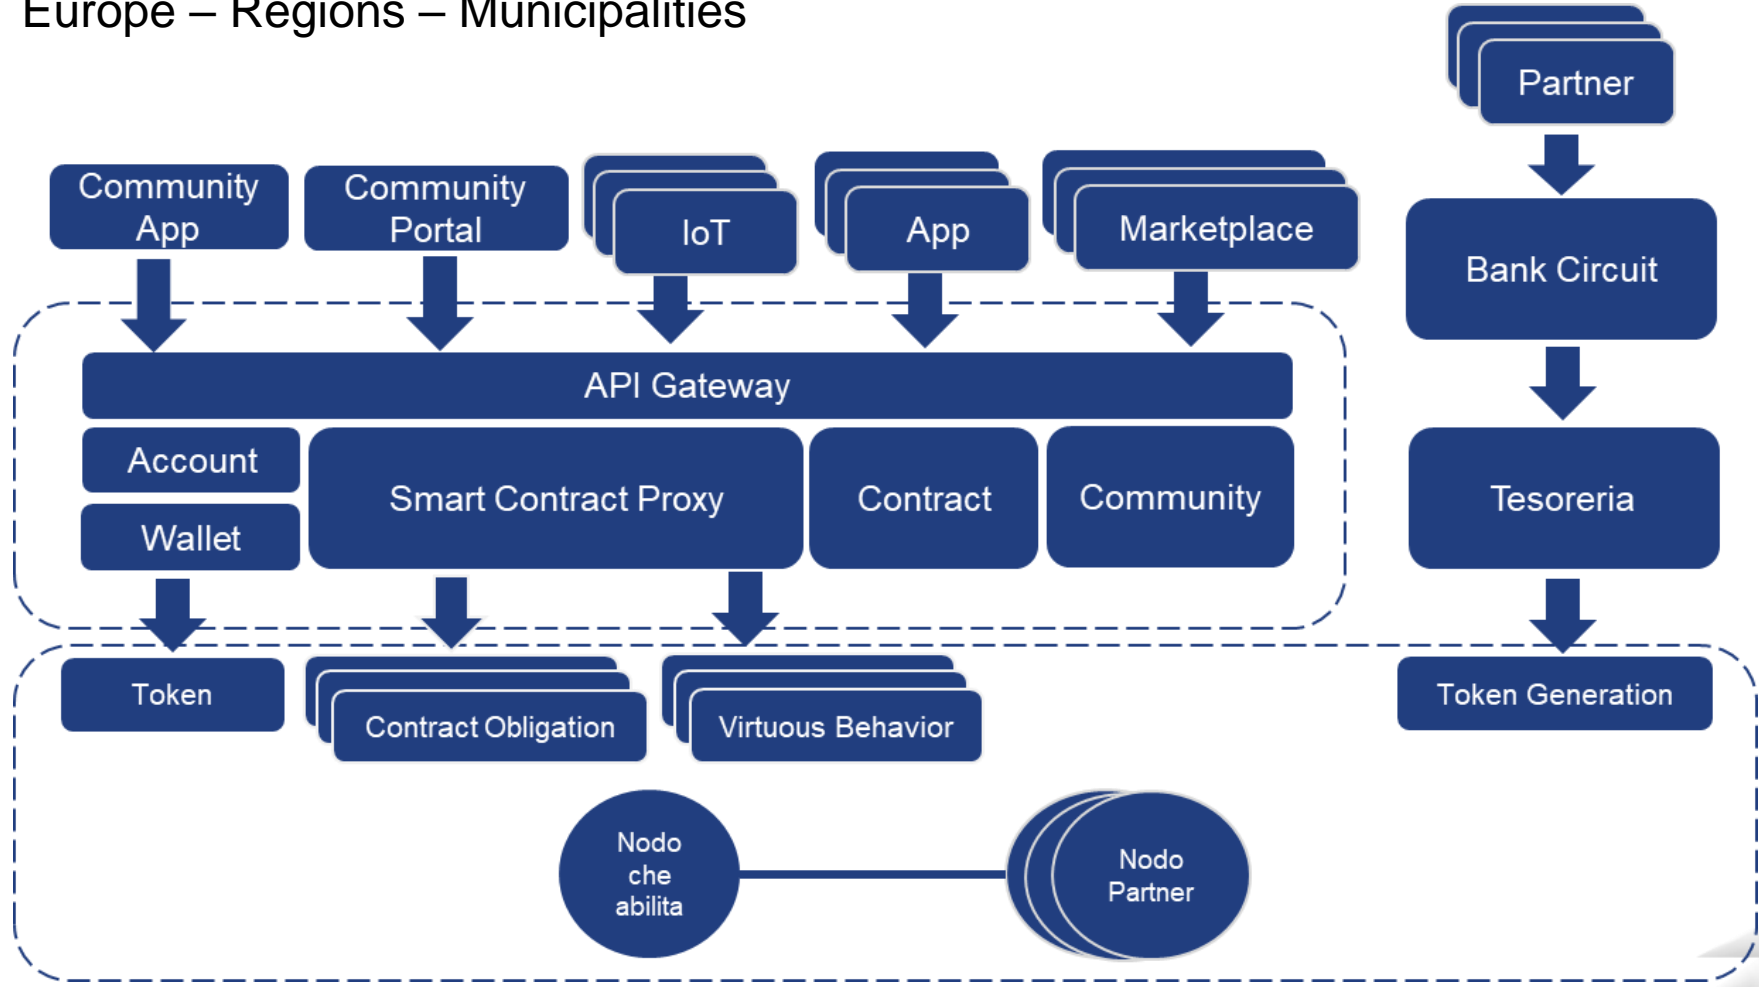 Europe – Regions – Municipalities
Partner
Community
App
Community
Portal
IoT
App
Marketplace
Bank Circuit
API Gateway
Account
Wallet
Smart Contract Proxy
Contract
Community
Tesoreria
Token
Contract Obligation
Virtuous Behavior
Token Generation
Nodo
che
abilita
Nodo
Partner